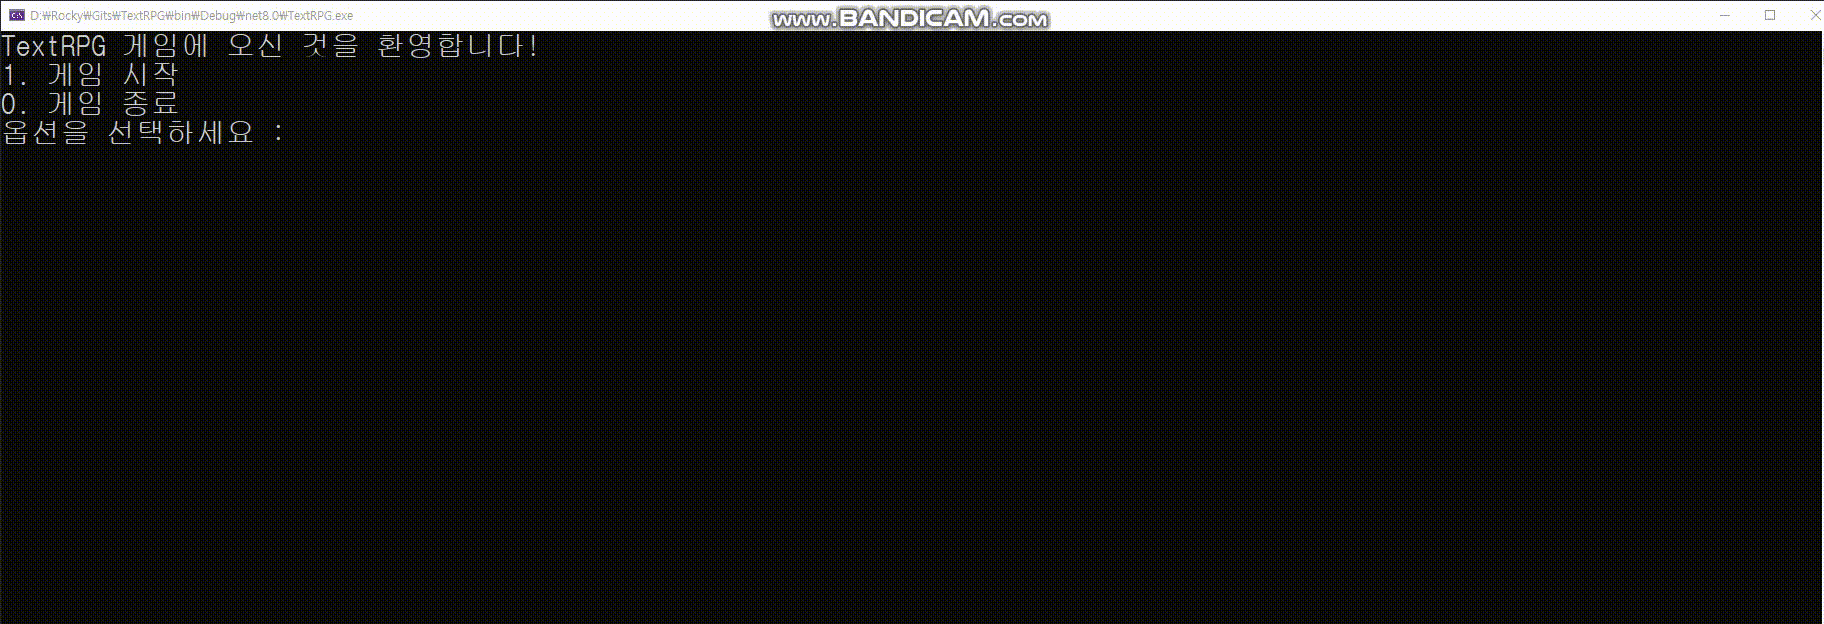 D:₩Rocky₩Gits₩TextRPG₩bin₩Debug₩net8.0₩TextRPG.exe
www.BANDICAM.com
TextRPG 게임에 오신 것을 환영합니다!
1. 게임 시작
0. 게임 종료
옵션을 선택하세요 :